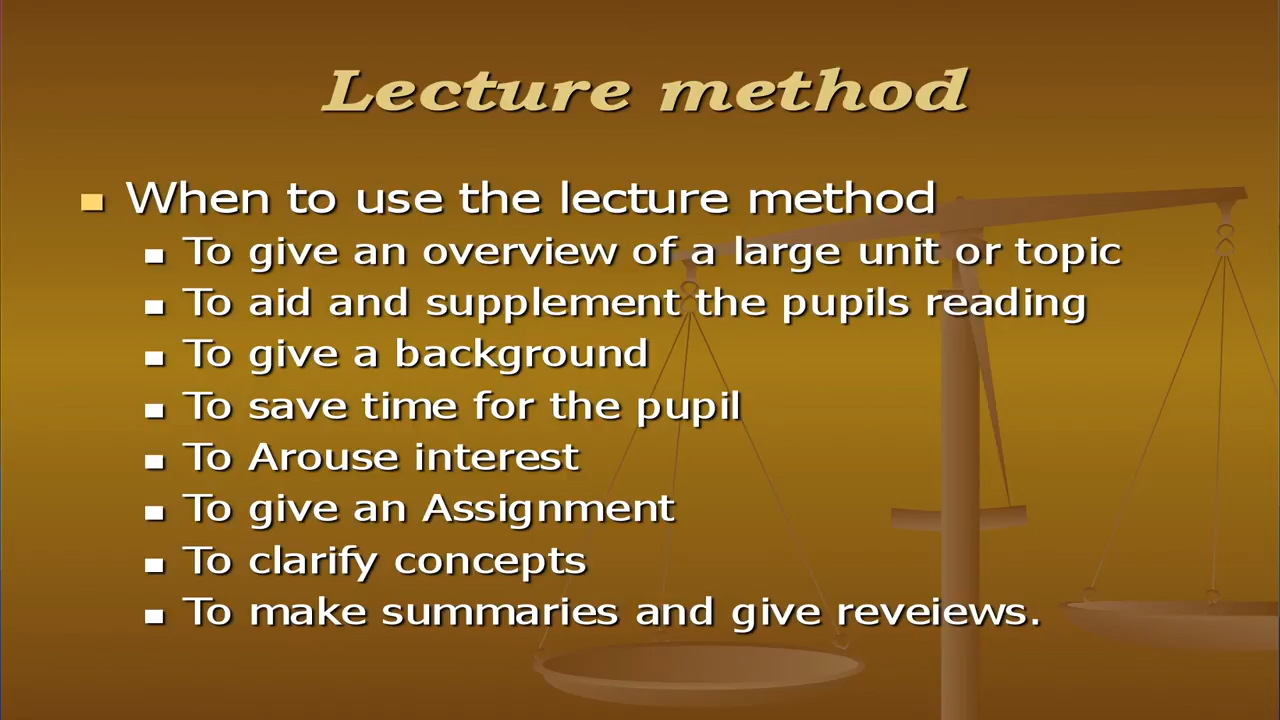 Lecture method
When to use the lecture method
To give an overview of a large unit or topic
To aid and supplement the pupils reading
To give a background
To save time for the pupil
To Arouse interest
To give an Assignment
To clarify concepts
To make summaries and give reveiews.